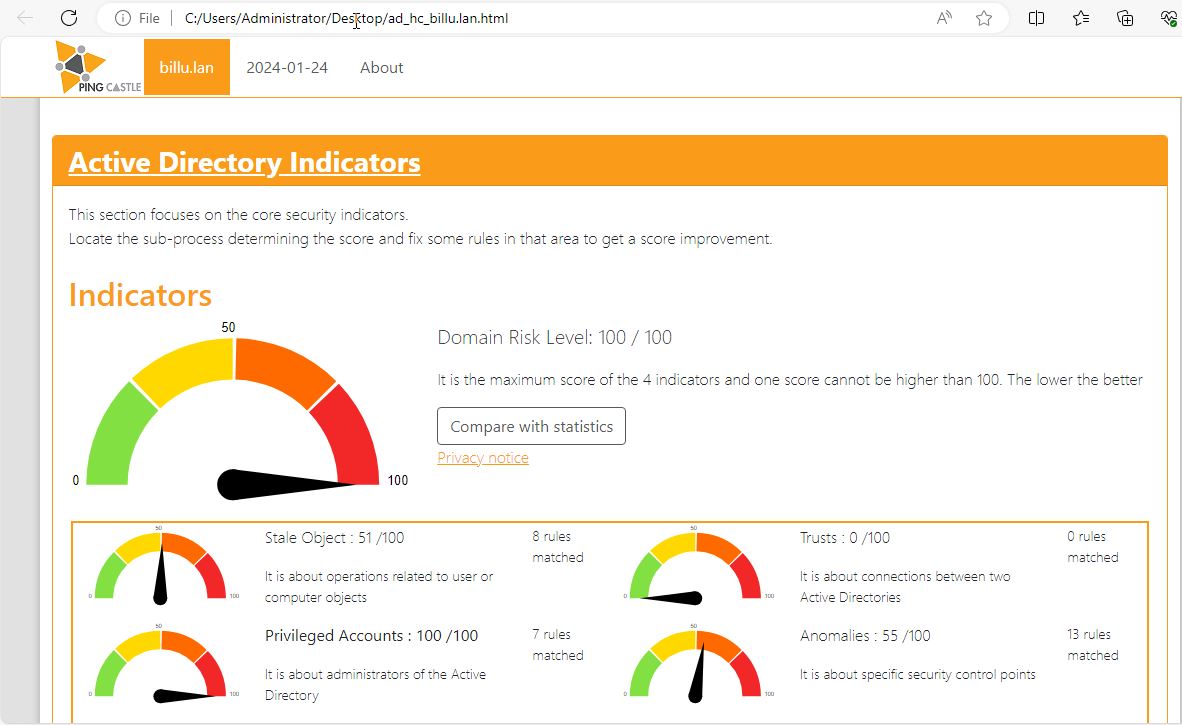 File C:/Users/Administrator/Desktop/ad_hc_billu.lan.html
PING CASTLE
billu.lan 2024-01-24 About
Active Directory Indicators
This section focuses on the core security indicators.
Locate the sub-process determining the score and fix some rules in that area to get a score improvement.
Indicators
50
0
100
Domain Risk Level: 100 / 100
It is the maximum score of the 4 indicators and one score cannot be higher than 100. The lower the better
Compare with statistics
Privacy notice
50
0
100
Stale Object : 51 /100
It is about operations related to user or
computer objects
8 rules
matched
50
0
100
Trusts : 0 /100
It is about connections between two
Active Directories
0 rules
matched
50
0
100
Privileged Accounts : 100 /100
It is about administrators of the Active
Directory
7 rules
matched
50
0
100
Anomalies : 55 /100
It is about specific security control points
13 rules
matched